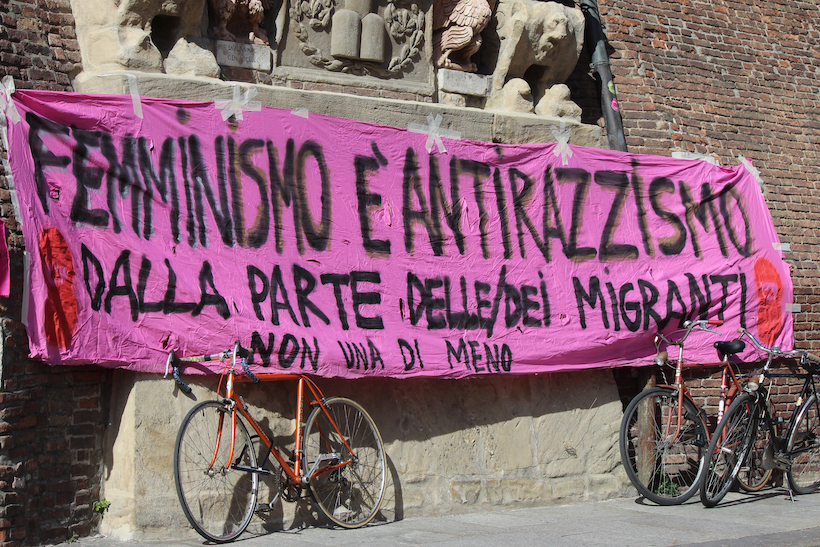 FEMMINISMO È ANTIRAZZISMO
DALLA PARTE DELLE/DEI MIGRANTI
NON UNA DI MENO